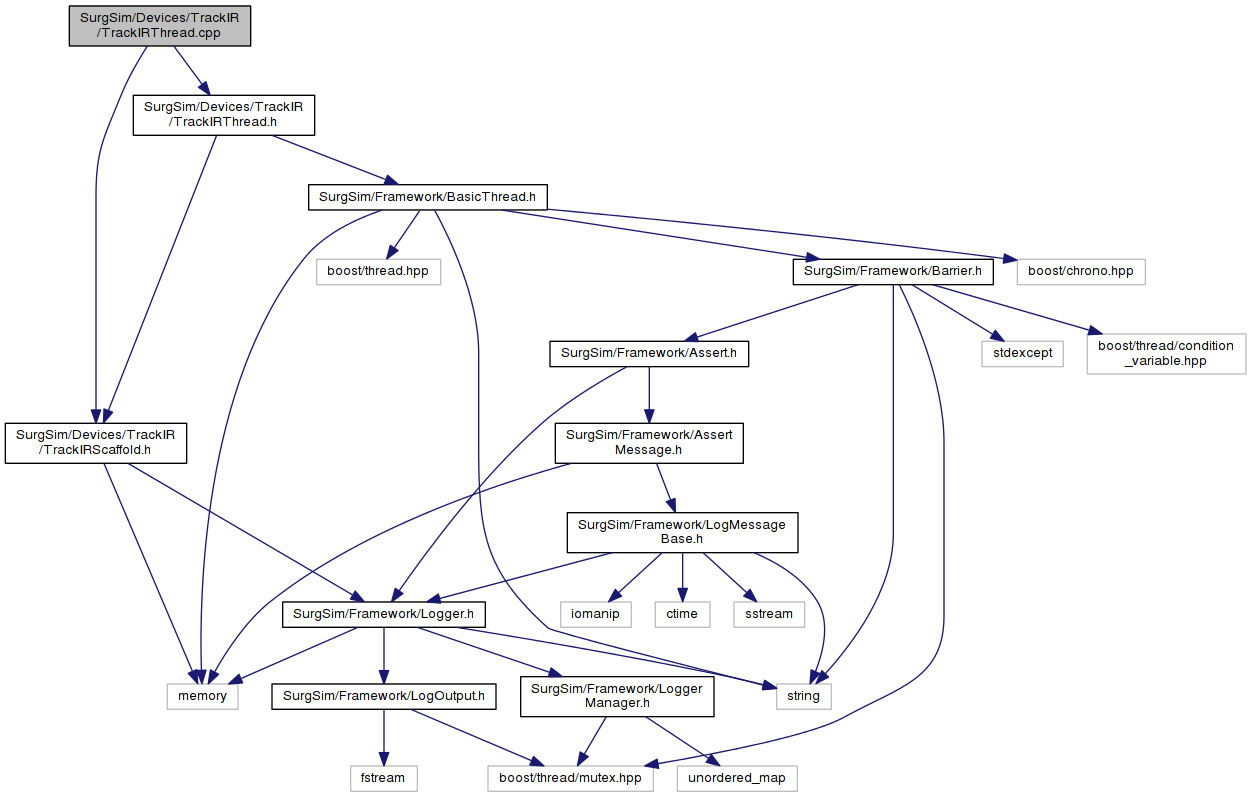 SurgSim/Devices/TrackIR
/TrackIRThread.cpp
SurgSim/Devices/TrackIR
/TrackIRThread.h
SurgSim/Framework/BasicThread.h
boost/thread.hpp
SurgSim/Framework/Barrier.h
boost/chrono.hpp
SurgSim/Framework/Assert.h
stdexcept
boost/thread/condition
_variable.hpp
SurgSim/Devices/TrackIR
/TrackIRScaffold.h
SurgSim/Framework/Assert
Message.h
SurgSim/Framework/LogMessage
Base.h
SurgSim/Framework/Logger.h
iomanip
ctime
sstream
memory
SurgSim/Framework/LogOutput.h
SurgSim/Framework/Logger
Manager.h
string
fstream
boost/thread/mutex.hpp
unordered_map